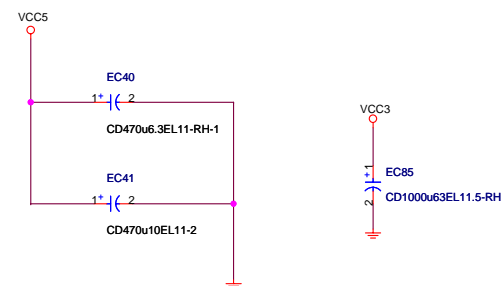 VCC5
EC40
1 + 2
CD470u6.3EL11-RH-1
EC41
1 + 2
CD470u10EL11-2
VCC3
1
+
EC85
2
CD1000u63EL11.5-RH